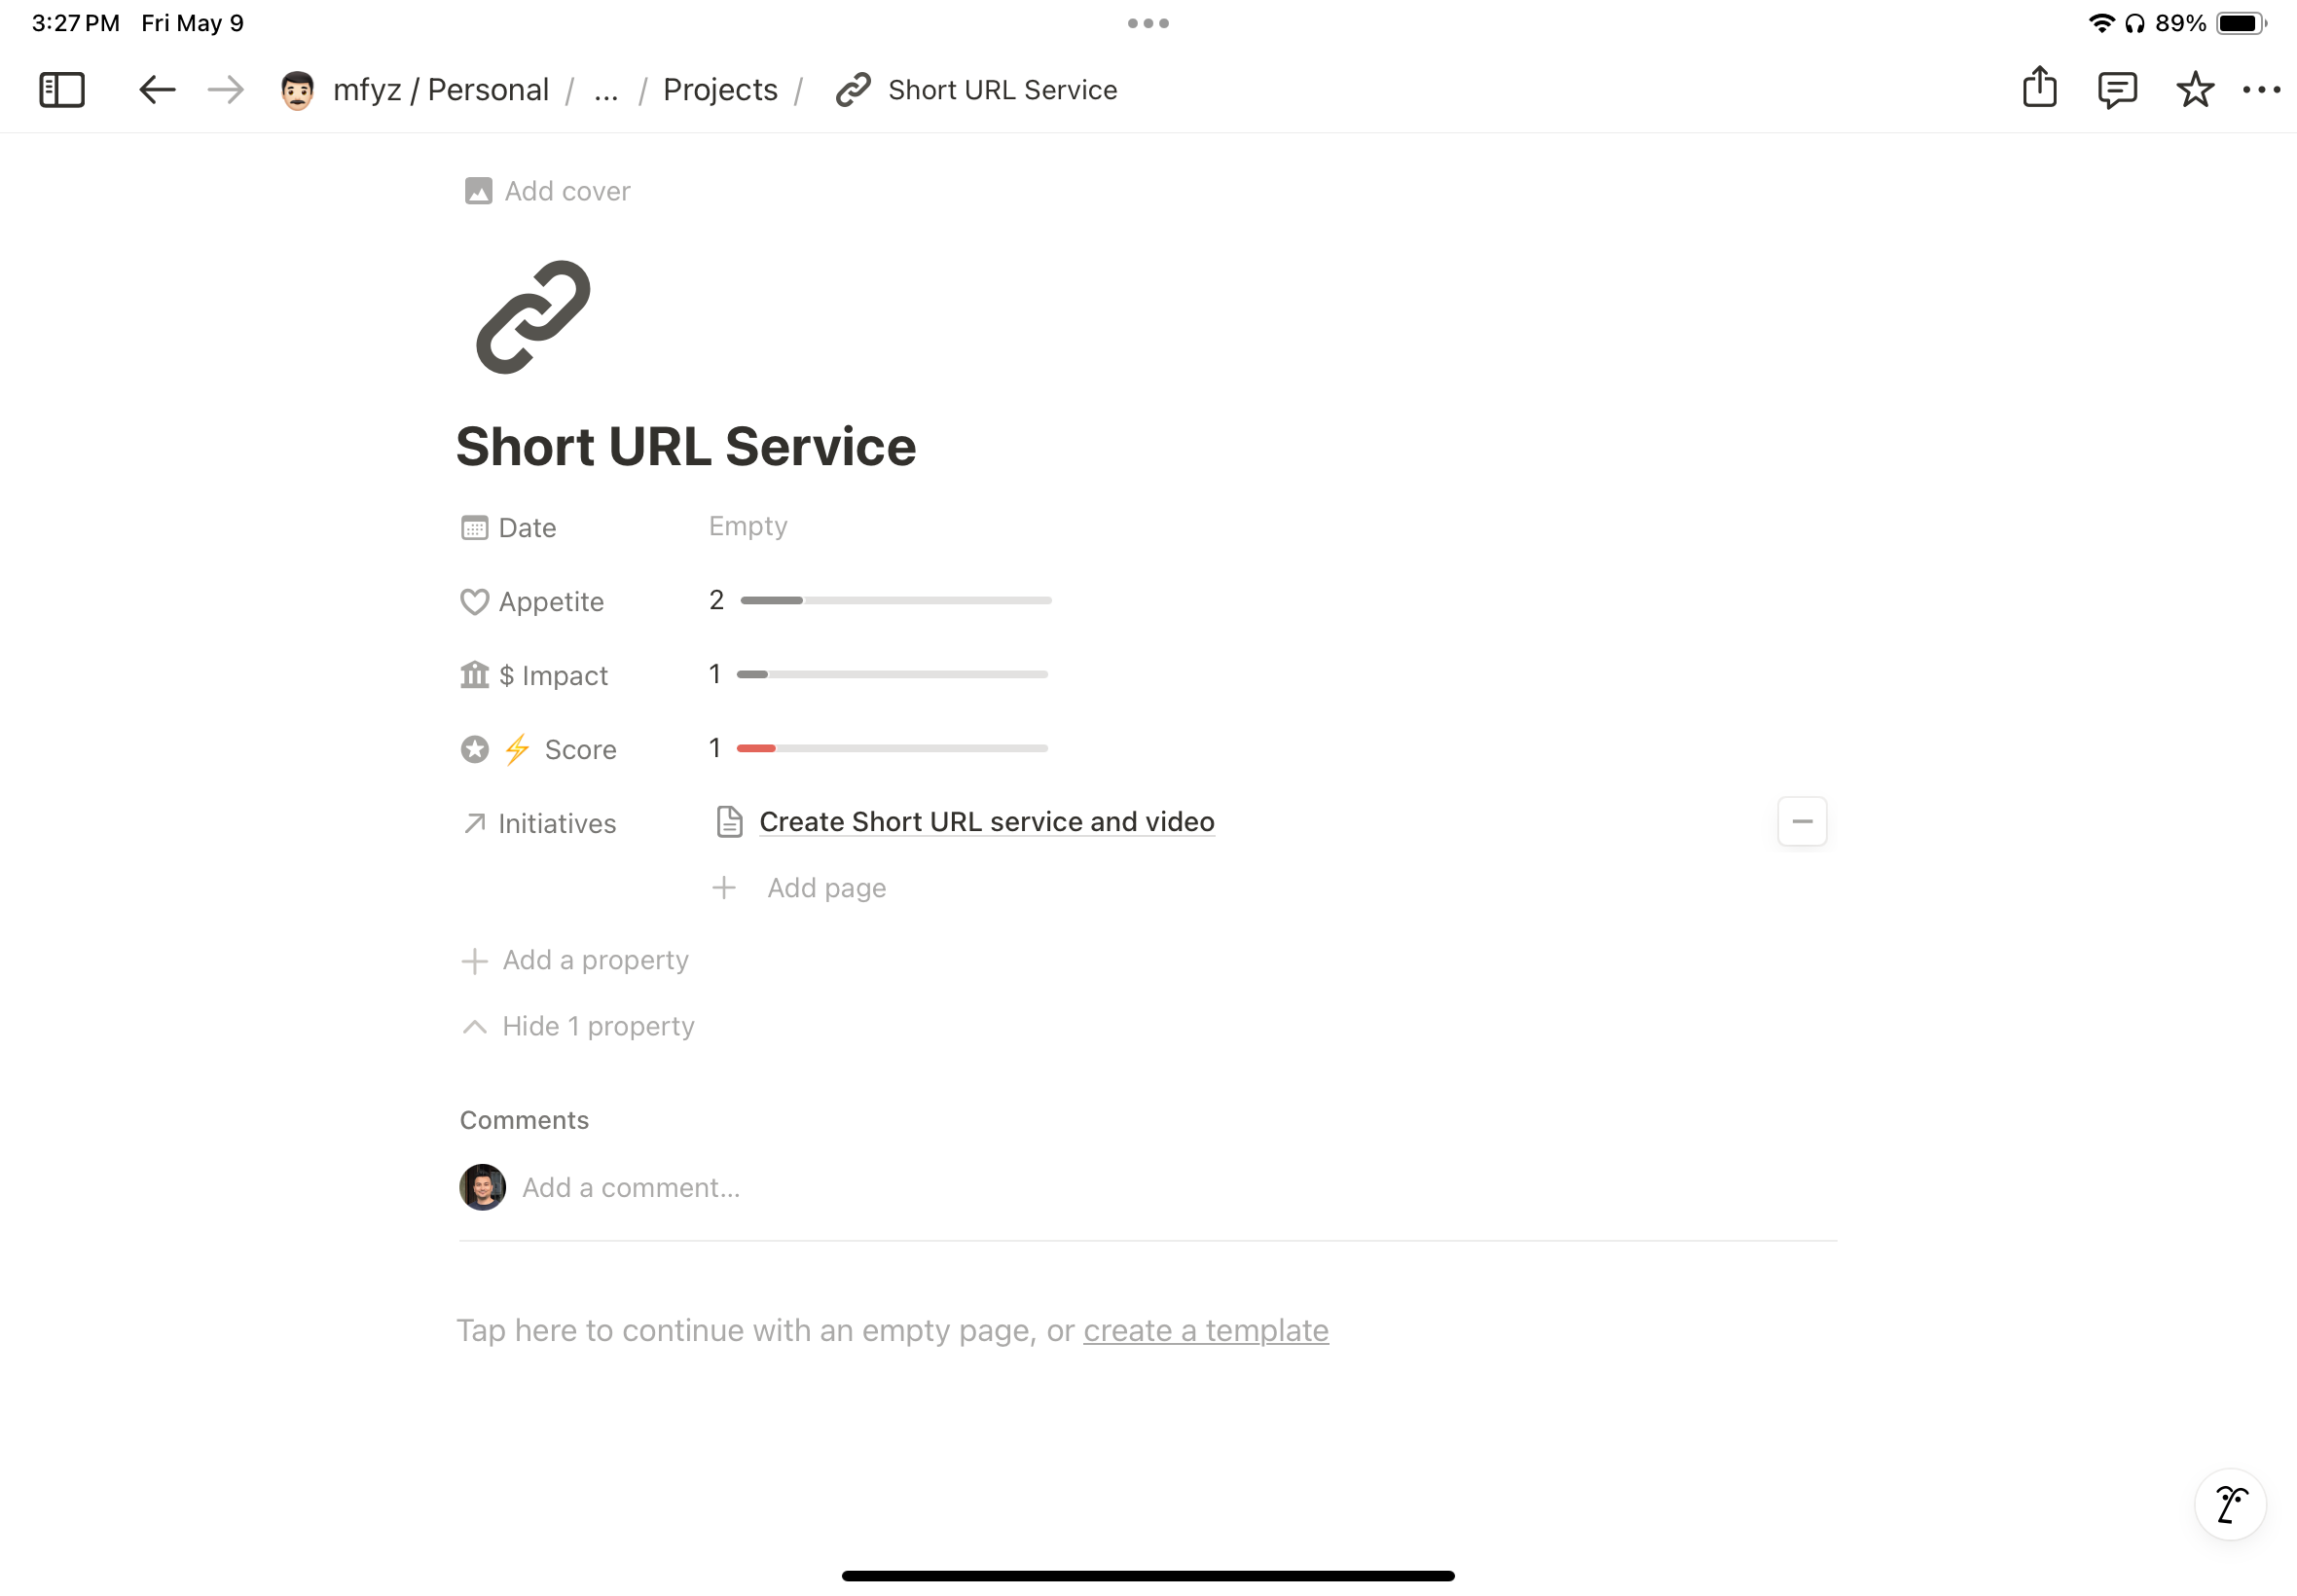 3:27 PM Fri May 9 89%
mfyz / Personal / ... / Projects / Short URL Service
Add cover
Short URL Service
Date Empty
Appetite 2
$ Impact 1
⚡ Score 1
Initiatives Create Short URL service and video
Add page
Add a property
Hide 1 property
Comments
Add a comment...
Tap here to continue with an empty page, or create a template